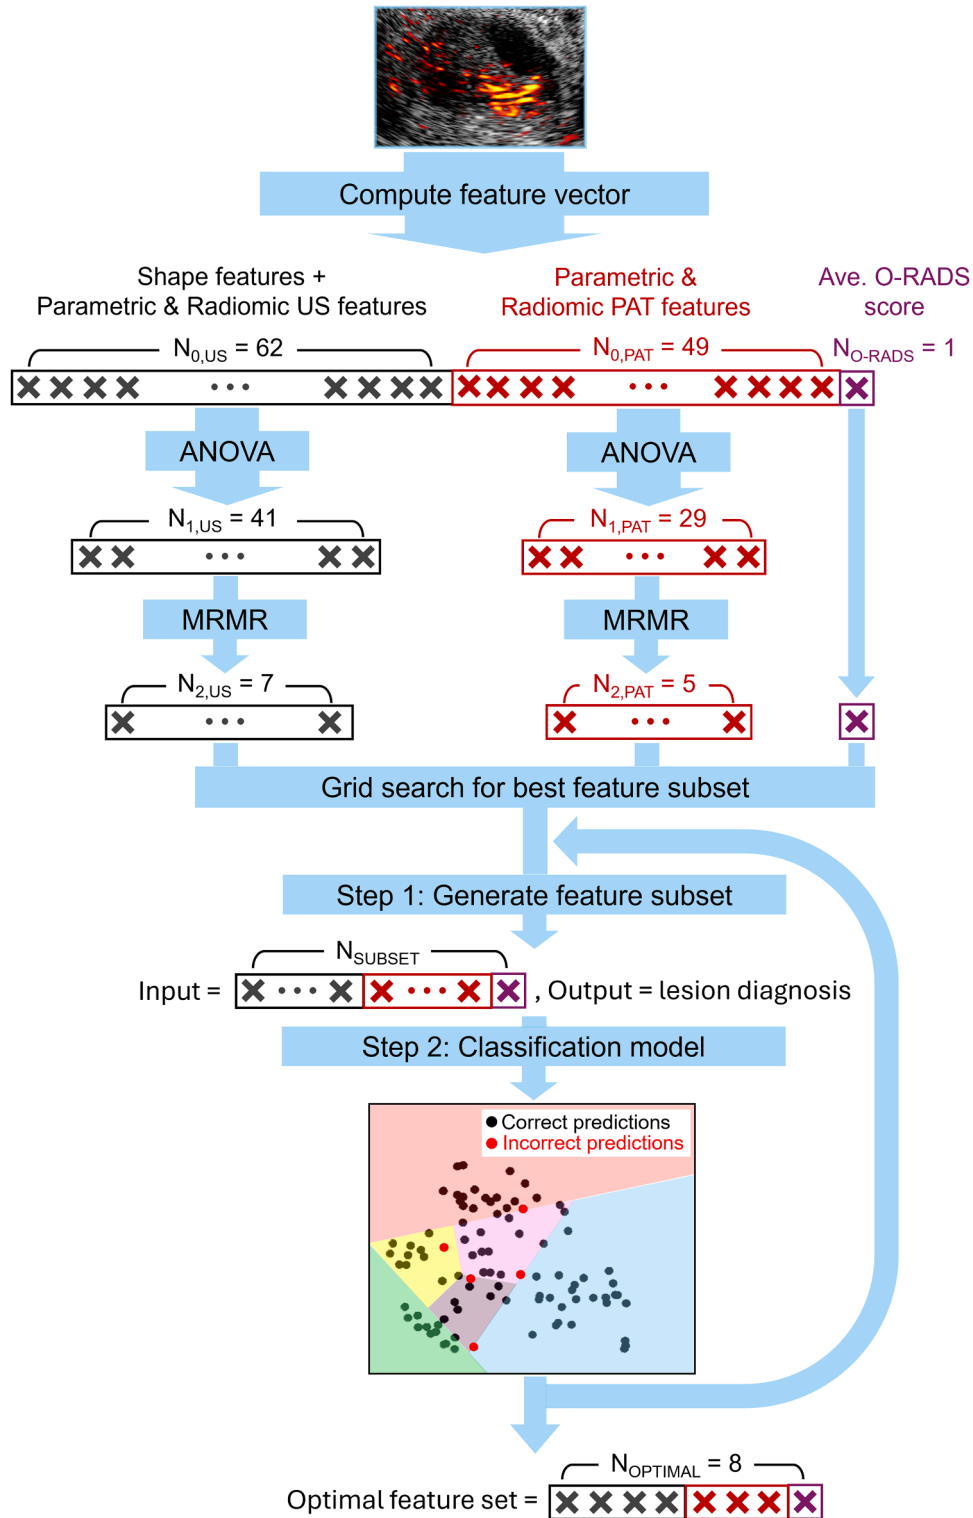 Compute feature vector
Shape features +
Parametric & Radiomic US features
Parametric &
Radiomic PAT features
Ave. O-RADS
score
N0,US = 62
N0,PAT = 49
NO-RADS = 1
ANOVA
ANOVA
N1,US = 41
N1,PAT = 29
MRMR
MRMR
N2,US = 7
N2,PAT = 5
Grid search for best feature subset
Step 1: Generate feature subset
NSUBSET
Input = , Output = lesion diagnosis
Step 2: Classification model
Correct predictions
Incorrect predictions
NOPTIMAL = 8
Optimal feature set =